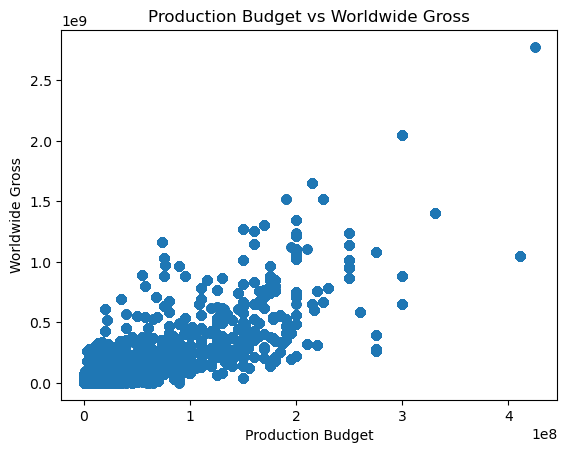 Production Budget vs Worldwide Gross
1e9
2.5
2.0
1.5
1.0
0.5
0.0
Worldwide Gross
0 1 2 3 4
1e8
Production Budget